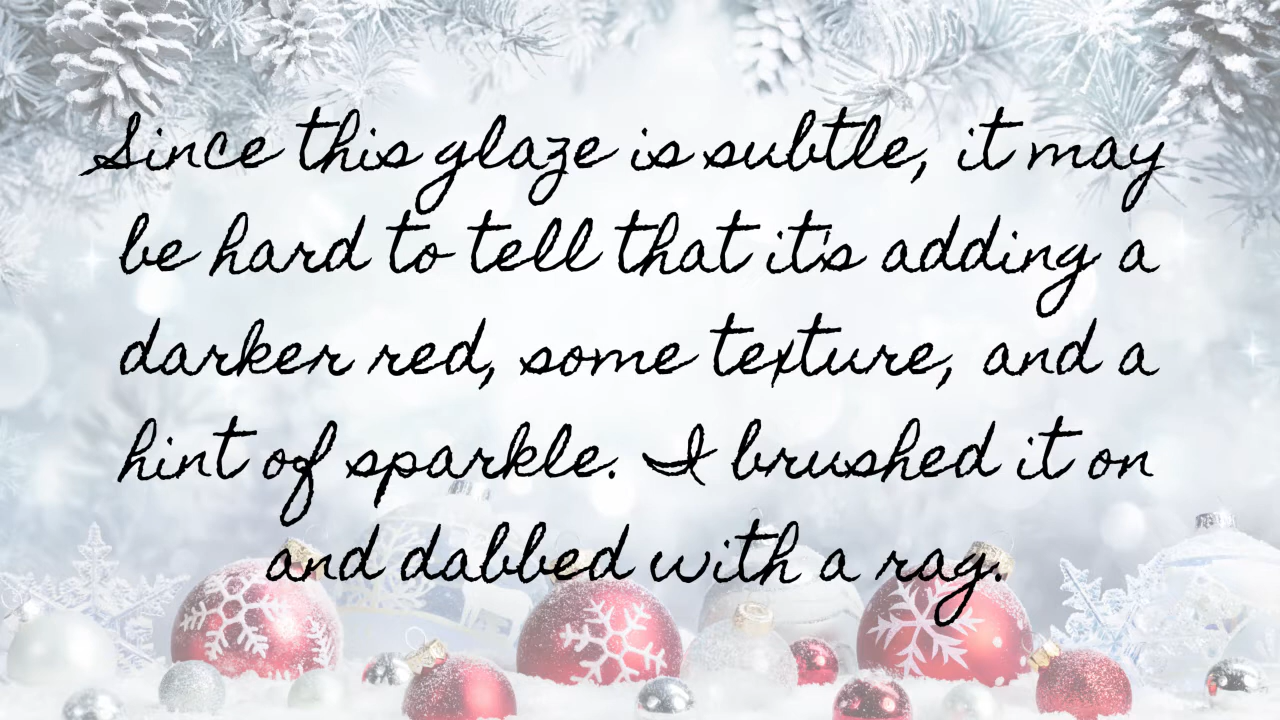 Since this glaze is subtle, it may
be hard to tell that it's adding a
darker red, some texture, and a
hint of sparkle. I brushed it on
and dabbed with a rag.